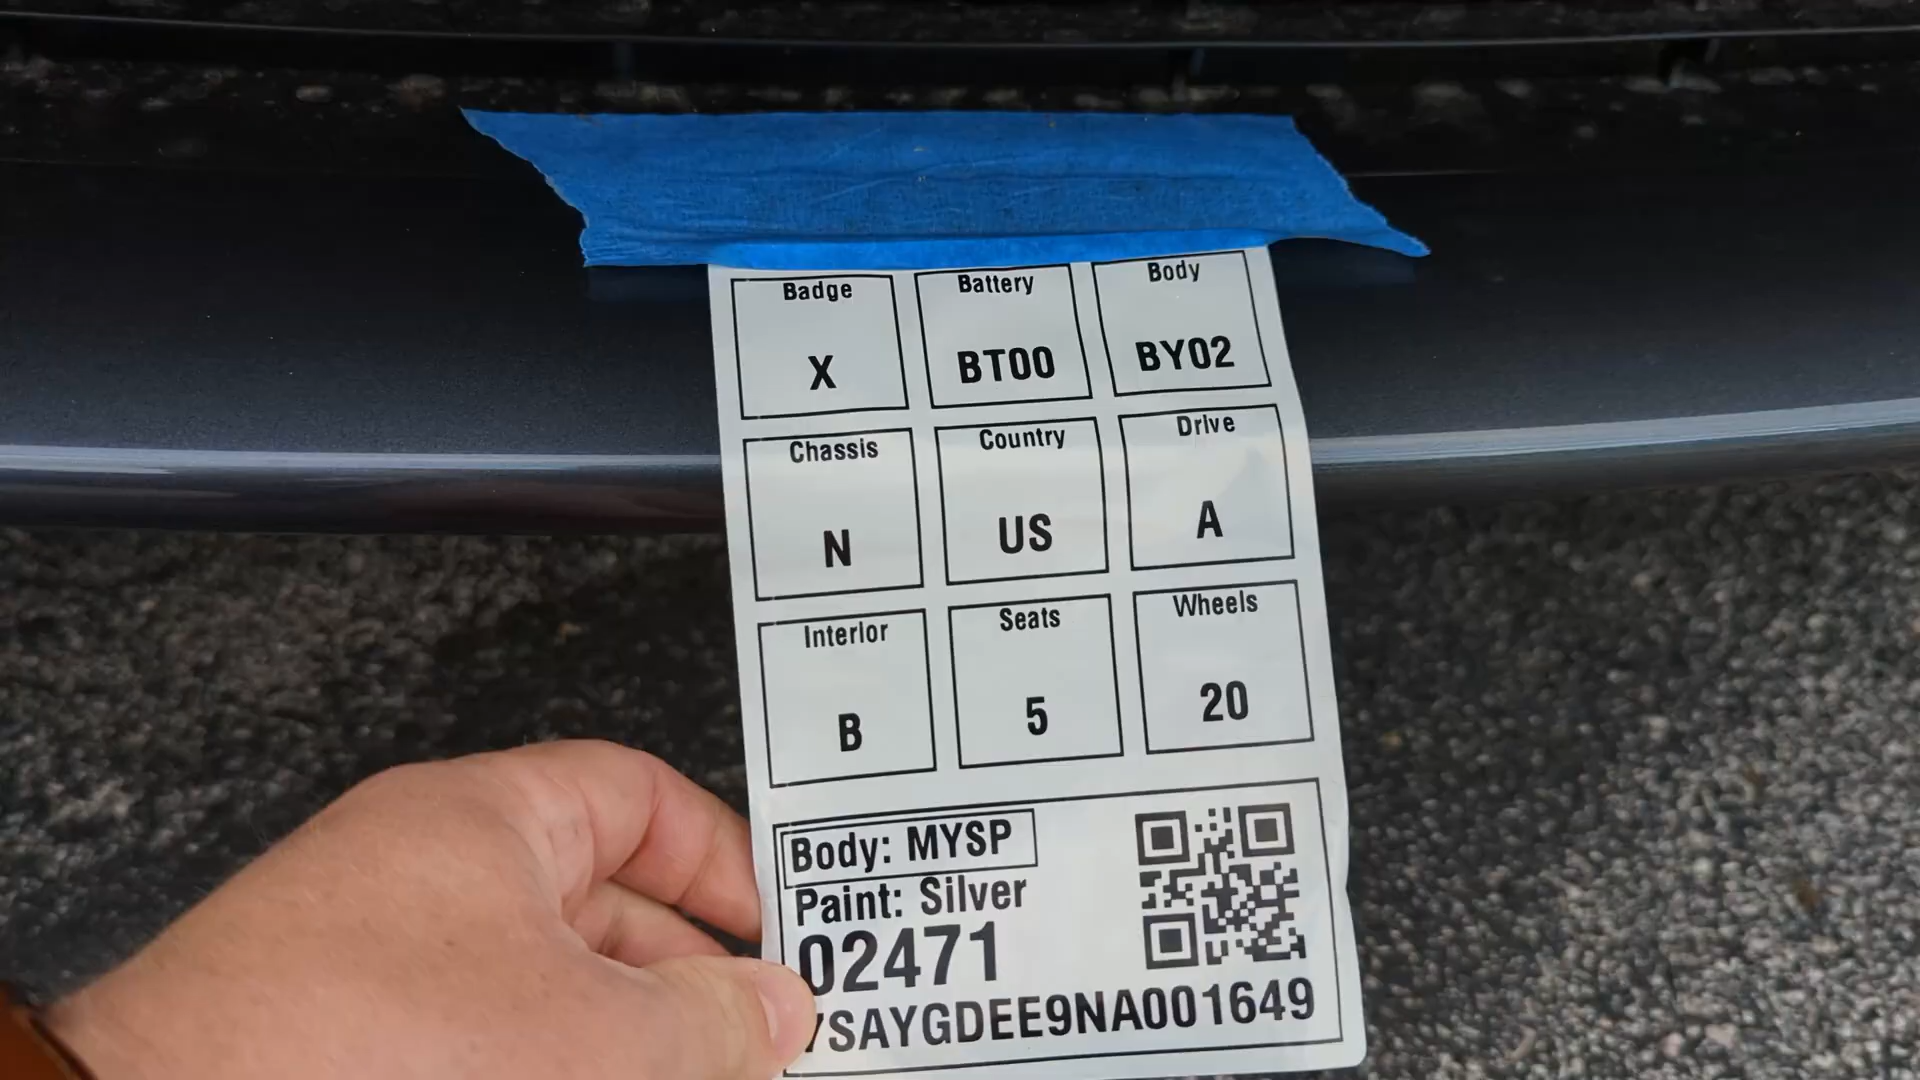 Badge
X
Battery
BT00
Body
BY02
Chassis
N
Country
US
Drive
A
Interior
B
Seats
5
Wheels
20
Body: MYSP
Paint: Silver
02471
7SAYGDEE9NA001649